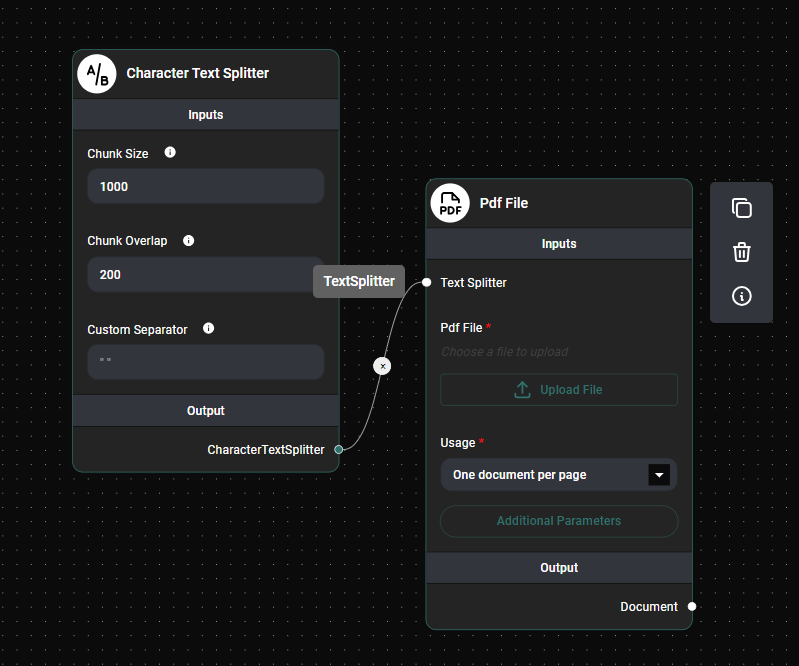 A/B
Character Text Splitter
Inputs
Chunk Size
1000
Chunk Overlap
200
Custom Separator
" "
Output
CharacterTextSplitter
TextSplitter
x
PDF
Pdf File
Inputs
Text Splitter
Pdf File *
Choose a file to upload
Upload File
Usage *
One document per page
Additional Parameters
Output
Document